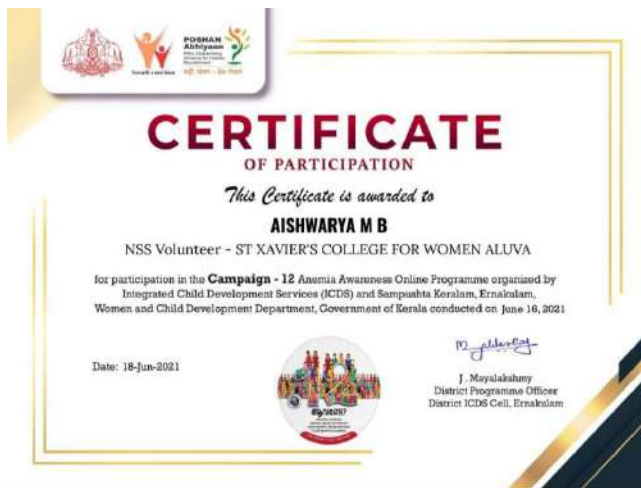 POSHAN
Abhiyaan
सही पोषण - देश रोशन
CERTIFICATE
OF PARTICIPATION
This Certificate is awarded to
AISHWARYA M B
NSS Volunteer - ST XAVIER'S COLLEGE FOR WOMEN ALUVA
for participation in the Campaign - 12 Anemia Awareness Online Programme organized by
Integrated Child Development Services (ICDS) and Sampushta Keralam, Ernakulam,
Women and Child Development Department, Government of Kerala conducted on June 16, 2021
Date: 18-Jun-2021
J. Mayalakshmy
District Programme Officer
District ICDS Cell, Ernakulam